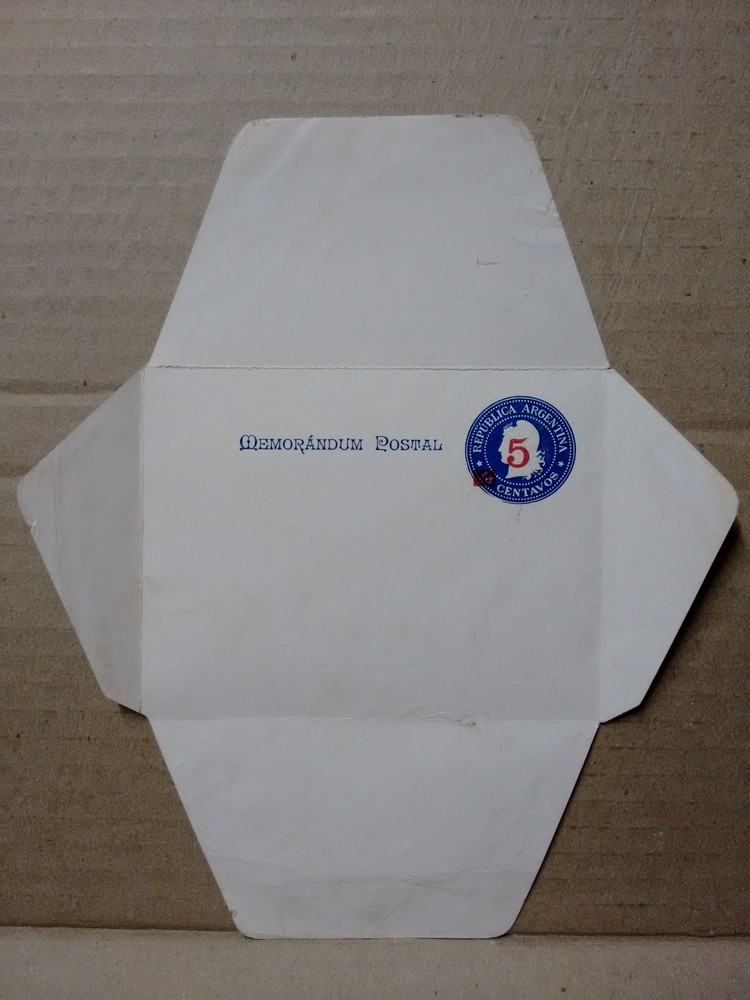 MEMORÁNDUM POSTAL
REPUBLICA ARGENTINA
5
CENTAVOS